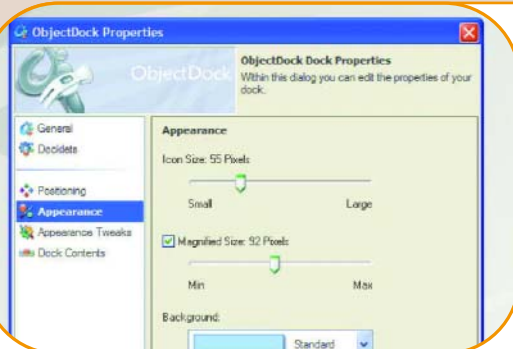 ObjectDock Properties
ObjectDock
ObjectDock Dock Properties
Within this dialog you can edit the properties of your
dock.
General
Docklets
Positioning
Appearance
Appearance Tweaks
Dock Contents
Appearance
Icon Size: 55 Pixels
Small Large
Magnified Size: 92 Pixels
Min Max
Background:
Standard